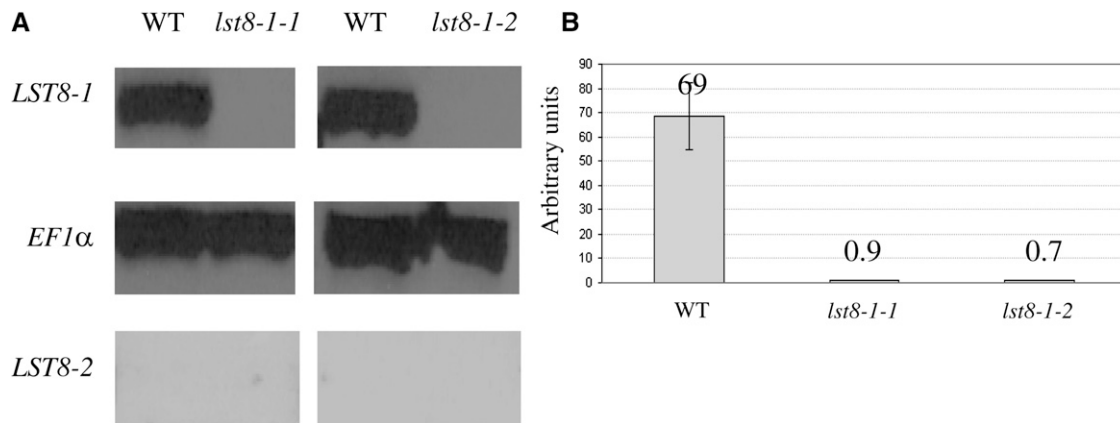 A
WT lst8-1-1 WT lst8-1-2
LST8-1
EF1α
LST8-2
B
Arbitrary units
90
80
70
60
50
40
30
20
10
0
69
0.9
0.7
WT lst8-1-1 lst8-1-2